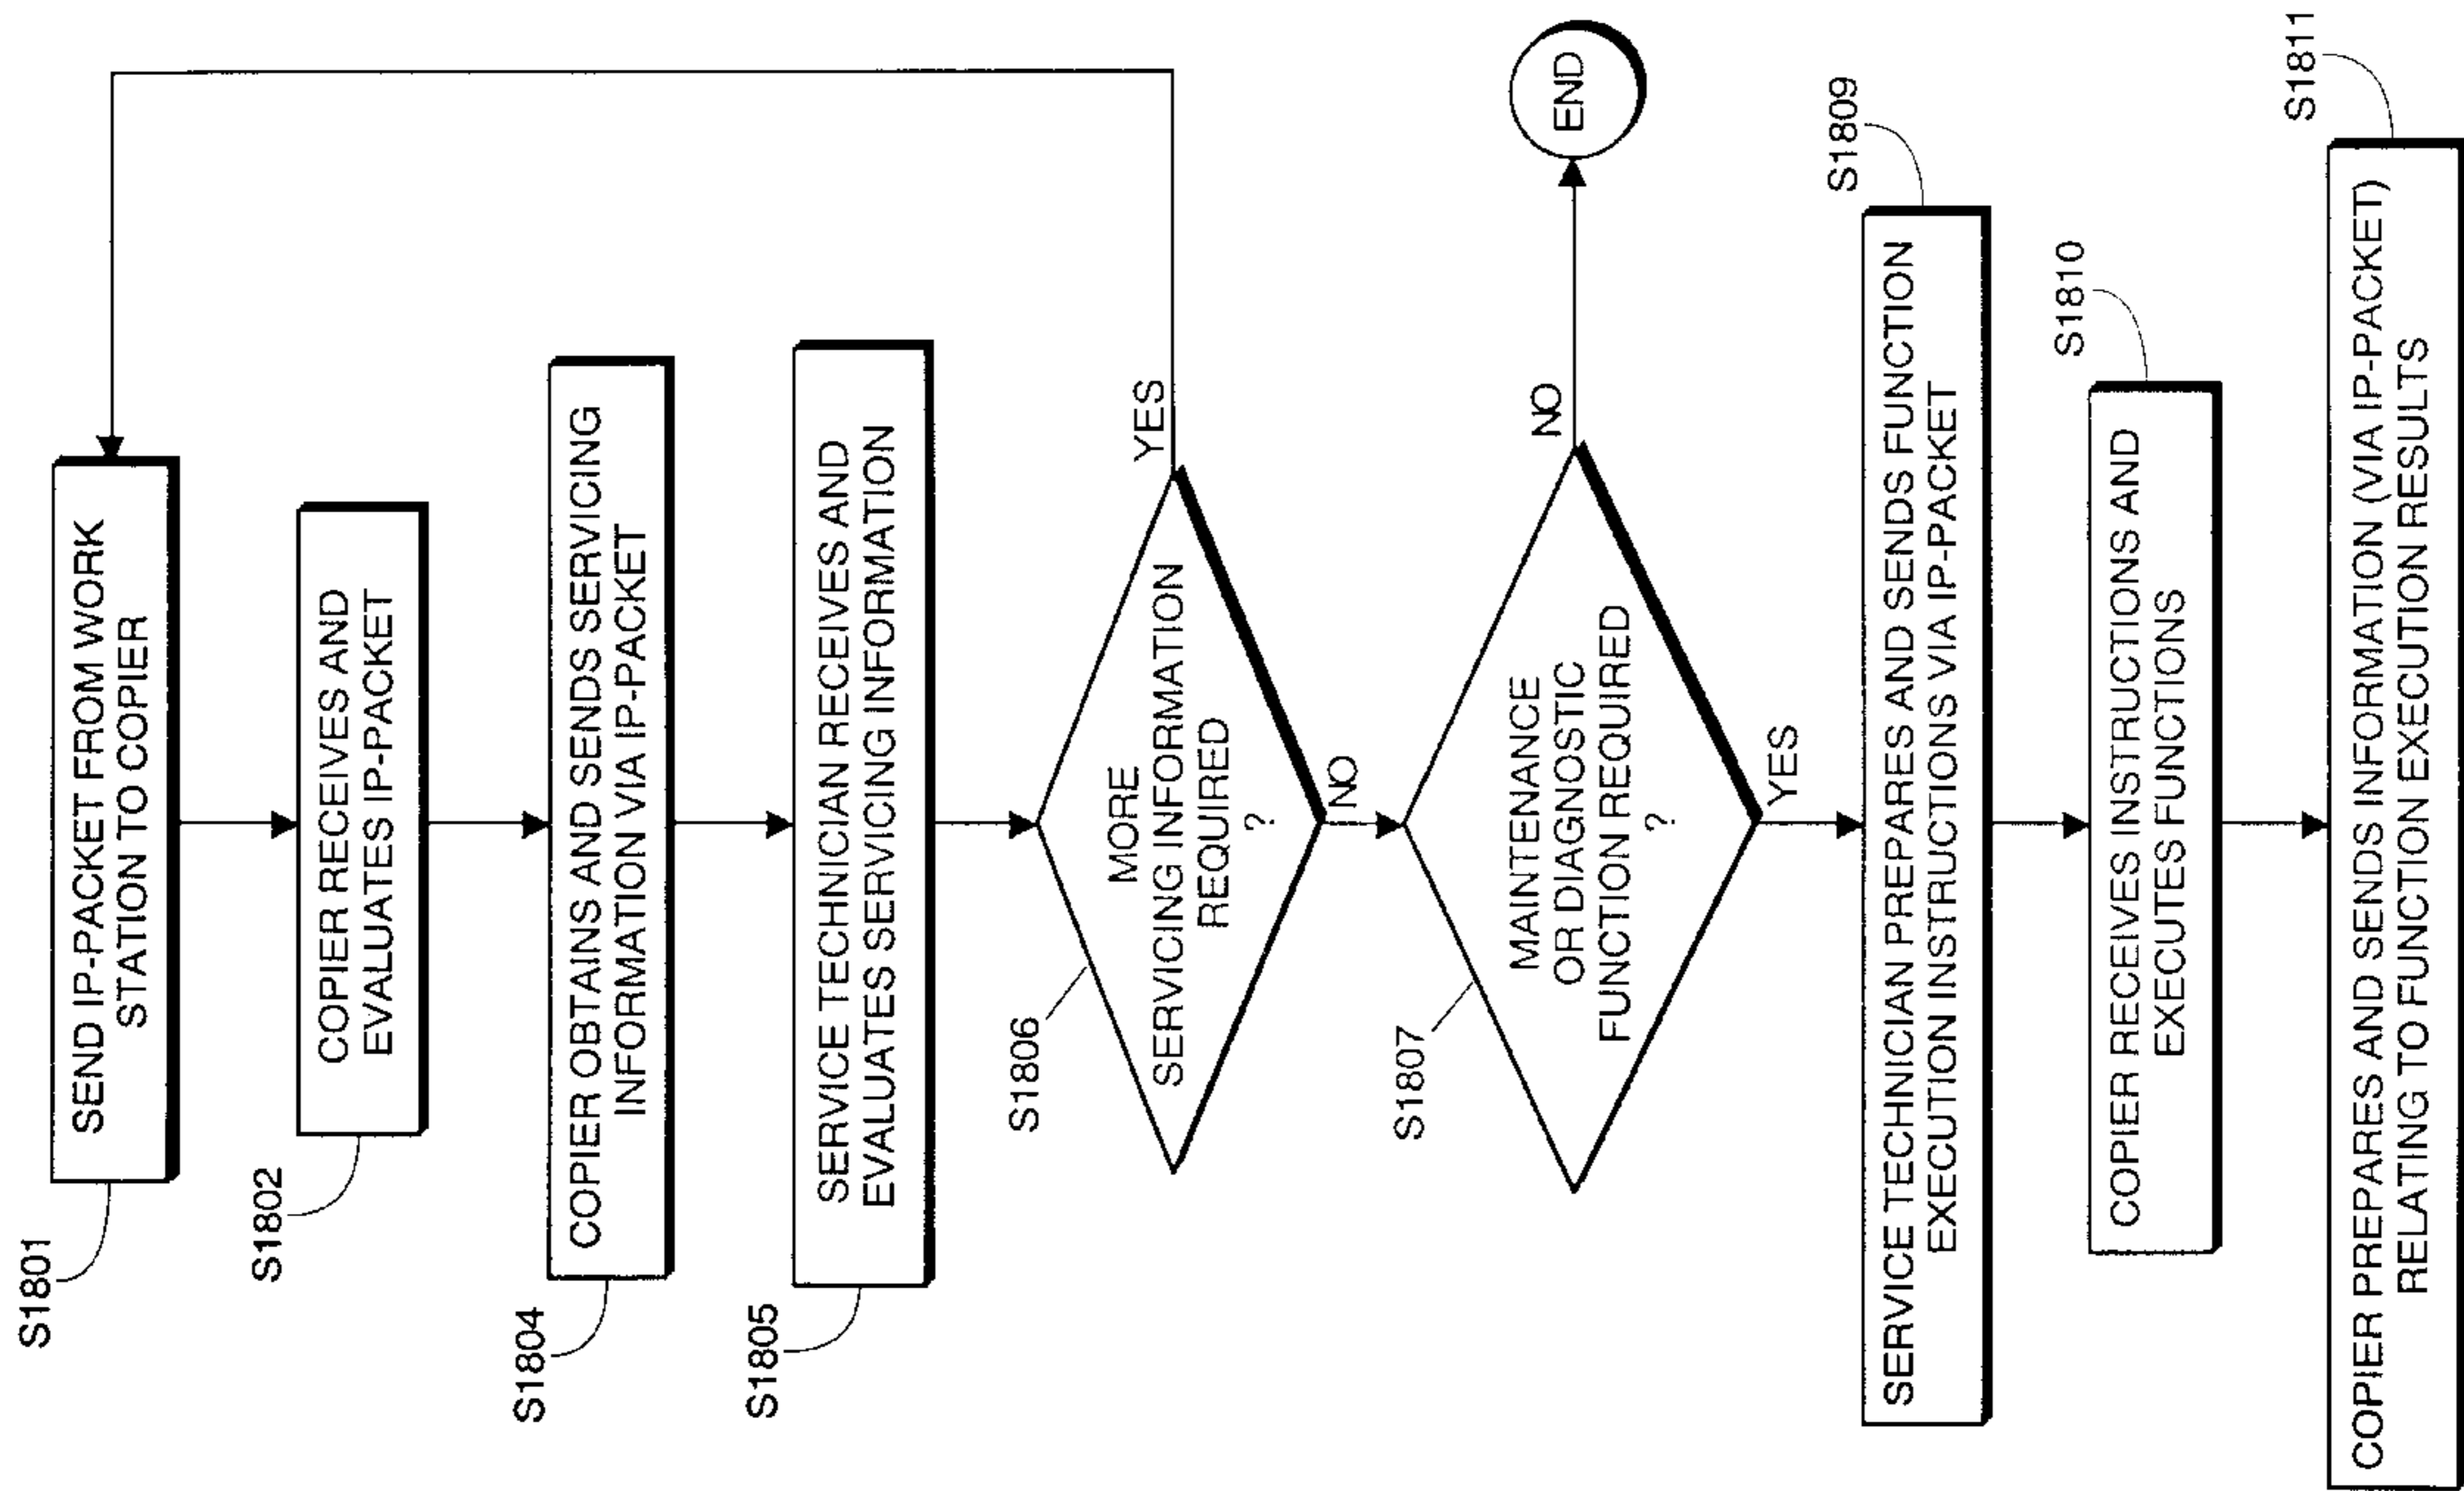 S1801
SEND IP-PACKET FROM WORK
STATION TO COPIER
S1802
COPIER RECEIVES AND
EVALUATES IP-PACKET
S1804
COPIER OBTAINS AND SENDS SERVICING
INFORMATION VIA IP-PACKET
S1805
SERVICE TECHNICIAN RECEIVES AND
EVALUATES SERVICING INFORMATION
S1806
MORE
SERVICING INFORMATION
REQUIRED
?
YES
NO
S1807
MAINTENANCE
OR DIAGNOSTIC
FUNCTION REQUIRED
?
NO
END
YES
S1809
SERVICE TECHNICIAN PREPARES AND SENDS FUNCTION
EXECUTION INSTRUCTIONS VIA IP-PACKET
S1810
COPIER RECEIVES INSTRUCTIONS AND
EXECUTES FUNCTIONS
S1811
COPIER PREPARES AND SENDS INFORMATION (VIA IP-PACKET)
RELATING TO FUNCTION EXECUTION RESULTS